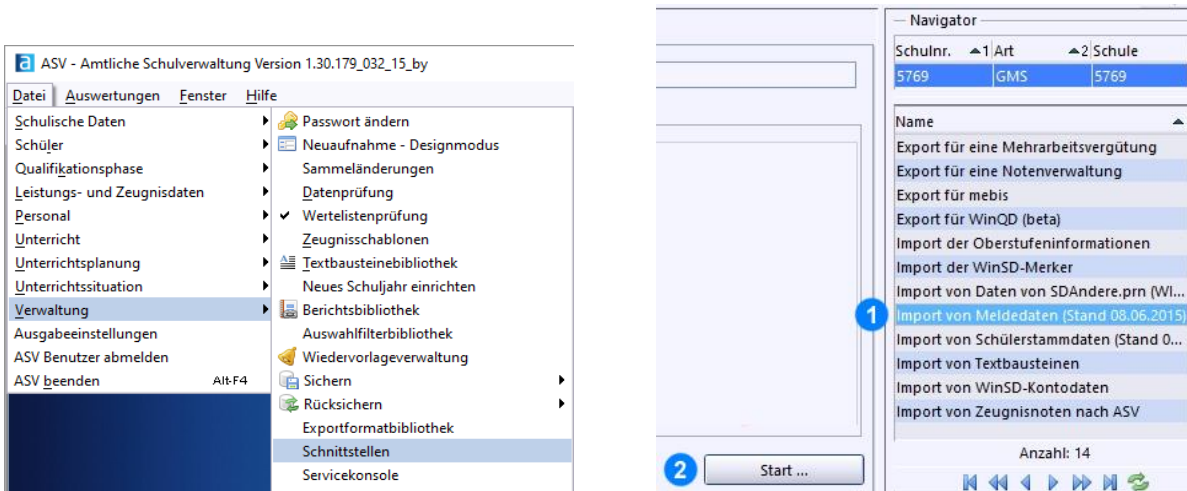 ASV - Amtliche Schulverwaltung Version 1.30.179_032_15_by
Datei Auswertungen Fenster Hilfe
Schulische Daten
Schüler
Qualifikationsphase
Leistungs- und Zeugnisdaten
Personal
Unterricht
Unterrichtsplanung
Unterrichtssituation
Verwaltung
Ausgabeeinstellungen
ASV Benutzer abmelden
ASV beenden Alt-F4
Passwort ändern
Neuaufnahme - Designmodus
Sammeländerungen
Datenprüfung
Wertelistenprüfung
Zeugnisschablonen
Textbausteinebibliothek
Neues Schuljahr einrichten
Berichtsbibliothek
Auswahlfilterbibliothek
Wiedervorlageverwaltung
Sichern
Rücksichern
Exportformatbibliothek
Schnittstellen
Servicekonsole
2 Start ...
Navigator
Schulnr. 1 Art 2 Schule
5769 GMS 5769
Name
Export für eine Mehrarbeitsvergütung
Export für eine Notenverwaltung
Export für mebis
Export für WinQD (beta)
Import der Oberstufeninformationen
Import der WinSD-Merker
Import von Daten von SDAndere.prn (WI...
1 Import von Meldedaten (Stand 08.06.2015)
Import von Schülerstammdaten (Stand 0...
Import von Textbausteinen
Import von WinSD-Kontodaten
Import von Zeugnisnoten nach ASV
Anzahl: 14